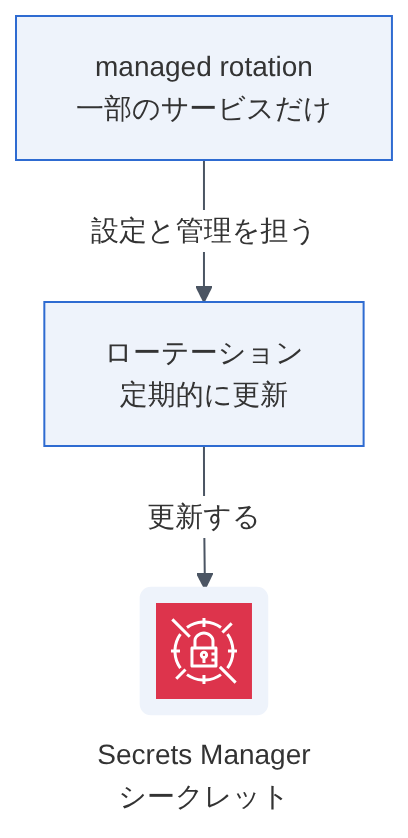 managed rotation
一部のサービスだけ
設定と管理を担う
ローテーション
定期的に更新
更新する
Secrets Manager
シークレット